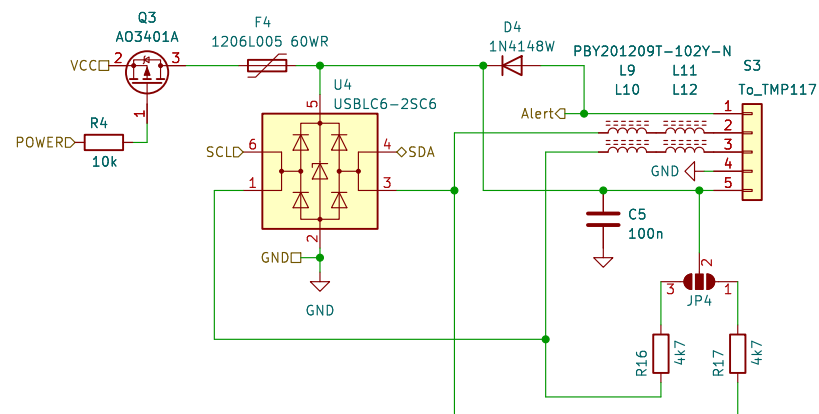 Q3
AO3401A
VCC
2
3
1
POWER
R4
10k
F4
1206L005 60WR
U4
USBLC6-2SC6
5
SCL
6
4
SDA
1
3
2
GND
GND
D4
1N4148W
Alert
PBY201209T-102Y-N
L9 L11
L10 L12
S3
To_TMP117
1
2
3
GND
4
5
C5
100n
2
3
1
JP4
R16
4k7
R17
4k7